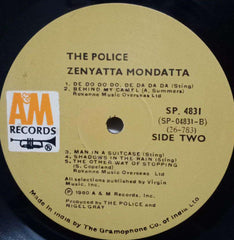 THE POLICE
ZENYATTA MONDATTA
1. DE DO DO DO, DE DA DA DA (Sting)
2. BEHIND MY CAMEL (A. Summers)
Roxanne Music Overseas Ltd
A&M
RECORDS
SP. 4831
(SP-04831-B)
(26-783)
SIDE TWO
3. MAN IN A SUITCASE (Sting)
4. SHADOWS IN THE RAIN (Sting)
5. THE OTHER WAY OF STOPPING
(S. Copeland)
Roxanne Music
Overseas Ltd
All selections published by Virgin
Music Inc.
℗ 1980 A & M Records, Inc.
Produced by THE POLICE and
NIGEL GRAY
Made in India by The Gramophone Co. of India Ltd